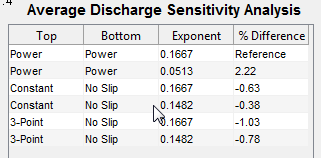 .4
Average Discharge Sensitivity Analysis
Top Bottom Exponent % Difference
Power Power 0.1667 Reference
Power Power 0.0513 2.22
Constant No Slip 0.1667 -0.63
Constant No Slip 0.1482 -0.38
3-Point No Slip 0.1667 -1.03
3-Point No Slip 0.1482 -0.78